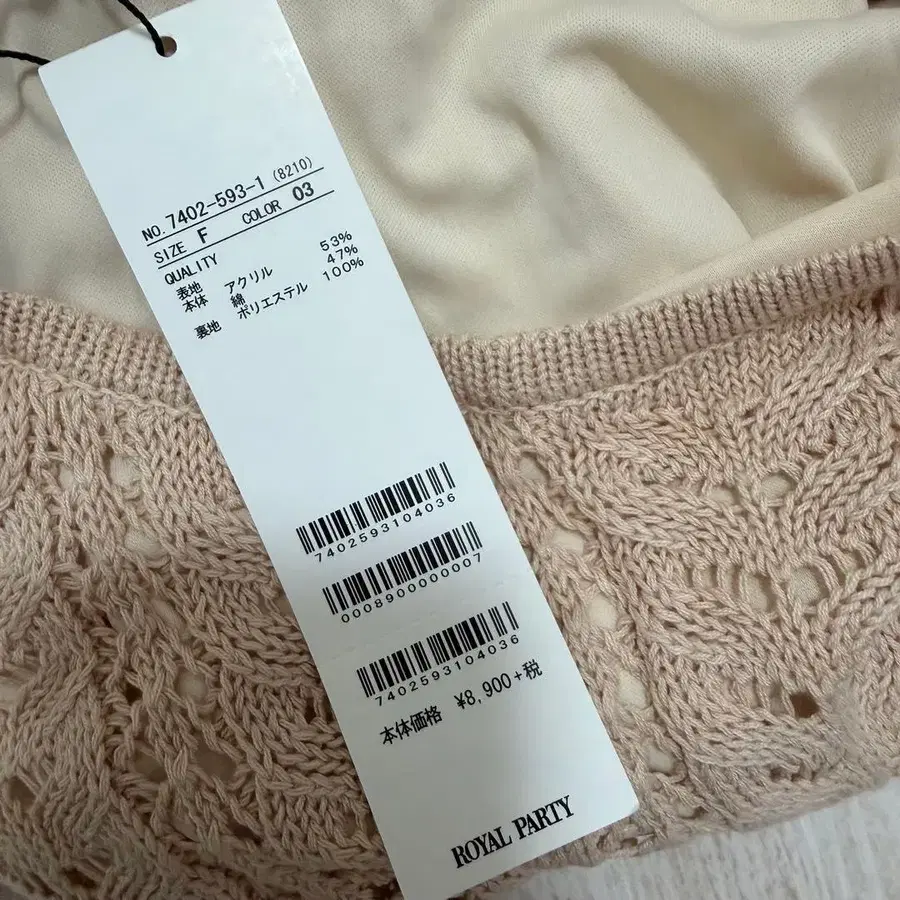 NO. 7402-593-1 (8210)
SIZE F COLOR 03
QUALITY
表地 アクリル 53%
本体 綿 47%
裏地 ポリエステル 100%
7402593104036
0008900000007
7402593104036
本体価格 ¥8,900+税
ROYAL PARTY